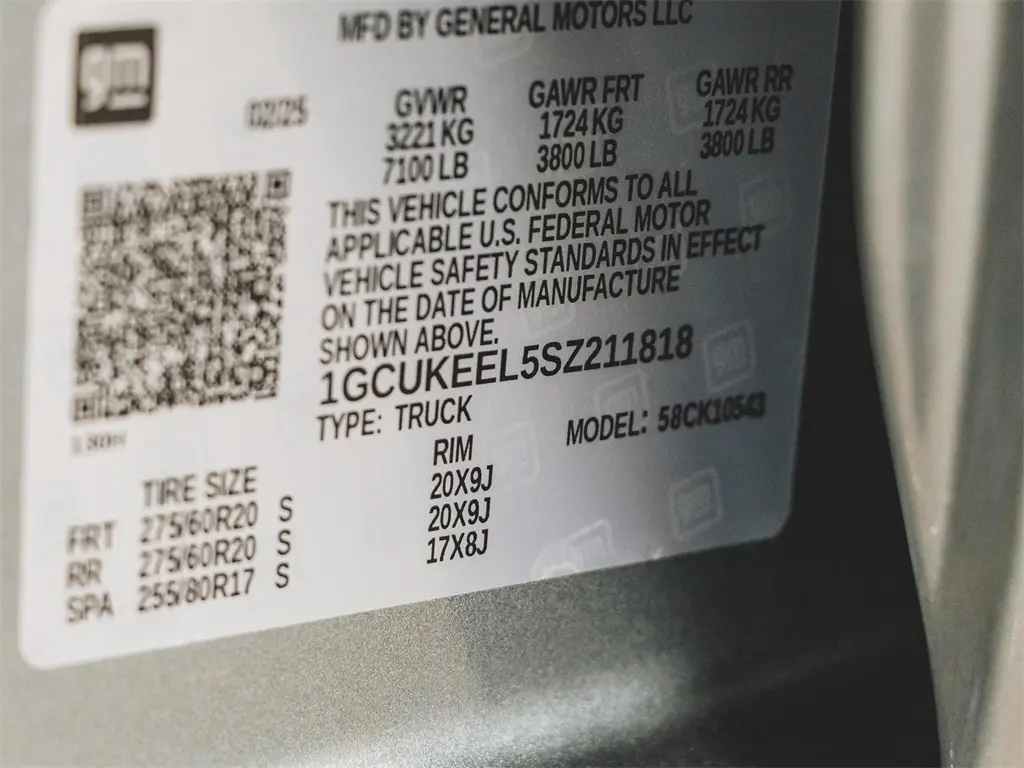 MFD BY GENERAL MOTORS LLC
gm
02/25
GVWR GAWR FRT GAWR RR
3221 KG 1724 KG 1724 KG
7100 LB 3800 LB 3800 LB
THIS VEHICLE CONFORMS TO ALL
APPLICABLE U.S. FEDERAL MOTOR
VEHICLE SAFETY STANDARDS IN EFFECT
ON THE DATE OF MANUFACTURE
SHOWN ABOVE.
1GCUKEEL5SZ211818
TYPE: TRUCK MODEL: 58CK10543
TIRE SIZE RIM
FRT 275/60R20 S 20X9J
RR 275/60R20 S 20X9J
SPA 255/80R17 S 17X8J